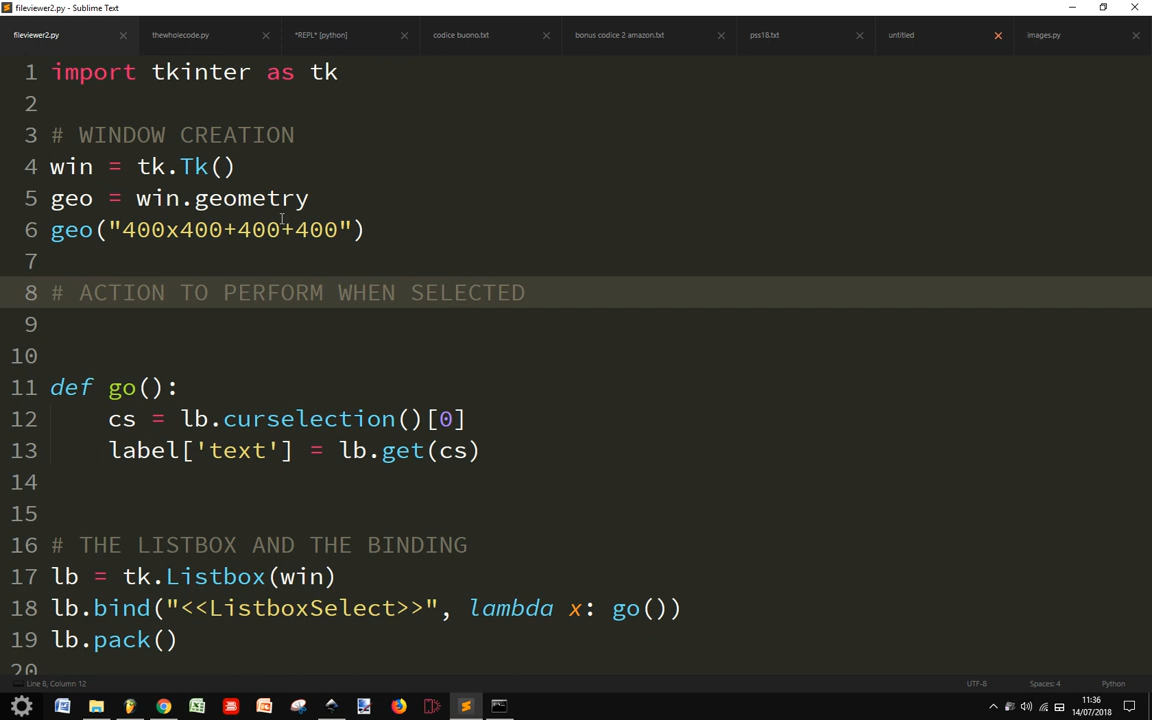 fileviewer2.py - Sublime Text
fileviewer2.py thewholecode.py *REPL* [python] codice buono.txt bonus codice 2 amazon.txt pss18.txt untitled images.py
1 import tkinter as tk
2
3 # WINDOW CREATION
4 win = tk.Tk()
5 geo = win.geometry
6 geo("400x400+400+400")
7
8 # ACTION TO PERFORM WHEN SELECTED
9
10
11 def go():
12 cs = lb.curselection()[0]
13 label['text'] = lb.get(cs)
14
15
16 # THE LISTBOX AND THE BINDING
17 lb = tk.Listbox(win)
18 lb.bind("<<ListboxSelect>>", lambda x: go())
19 lb.pack()
20
Line 8, Column 12 UTF-8 Spaces: 4 Python
11:36
14/07/2018